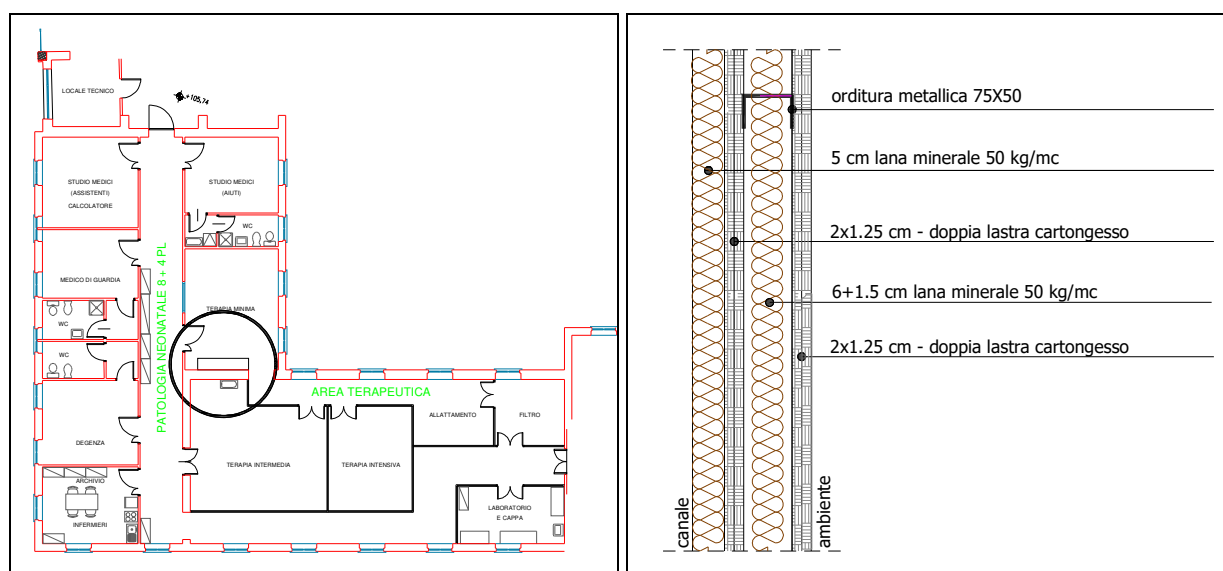 LOCALE TECNICO
+105,74
STUDIO MEDICI
(ASSISTENTI)
CALCOLATORE
STUDIO MEDICI
(AIUTI)
WC
MEDICO DI GUARDIA
TERAPIA MINIMA
WC
WC
PATOLOGIA NEONATALE 8 + 4 PL
AREA TERAPEUTICA
ALLATTAMENTO
FILTRO
DEGENZA
TERAPIA INTERMEDIA
TERAPIA INTENSIVA
ARCHIVIO
INFERMIERI
LABORATORIO
E CAPPA
orditura metallica 75X50
5 cm lana minerale 50 kg/mc
2x1.25 cm - doppia lastra cartongesso
6+1.5 cm lana minerale 50 kg/mc
2x1.25 cm - doppia lastra cartongesso
canale
ambiente